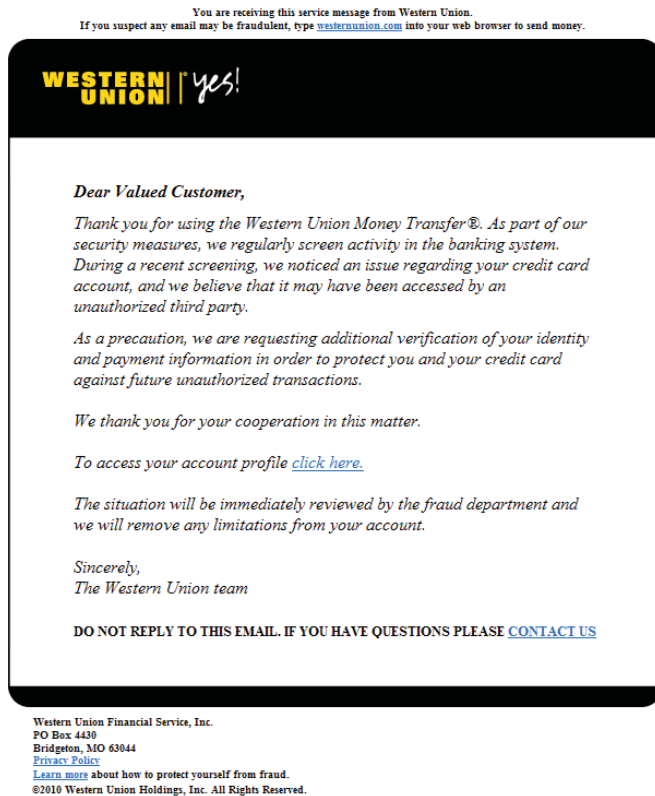 You are receiving this service message from Western Union.
If you suspect any email may be fraudulent, type westernunion.com into your web browser to send money.
WESTERN
UNION
yes!
Dear Valued Customer,
Thank you for using the Western Union Money Transfer®. As part of our
security measures, we regularly screen activity in the banking system.
During a recent screening, we noticed an issue regarding your credit card
account, and we believe that it may have been accessed by an
unauthorized third party.
As a precaution, we are requesting additional verification of your identity
and payment information in order to protect you and your credit card
against future unauthorized transactions.
We thank you for your cooperation in this matter.
To access your account profile click here.
The situation will be immediately reviewed by the fraud department and
we will remove any limitations from your account.
Sincerely,
The Western Union team
DO NOT REPLY TO THIS EMAIL. IF YOU HAVE QUESTIONS PLEASE CONTACT US
Western Union Financial Service, Inc.
PO Box 4430
Bridgeton, MO 63044
Privacy Policy
Learn more about how to protect yourself from fraud.
©2010 Western Union Holdings, Inc. All Rights Reserved.